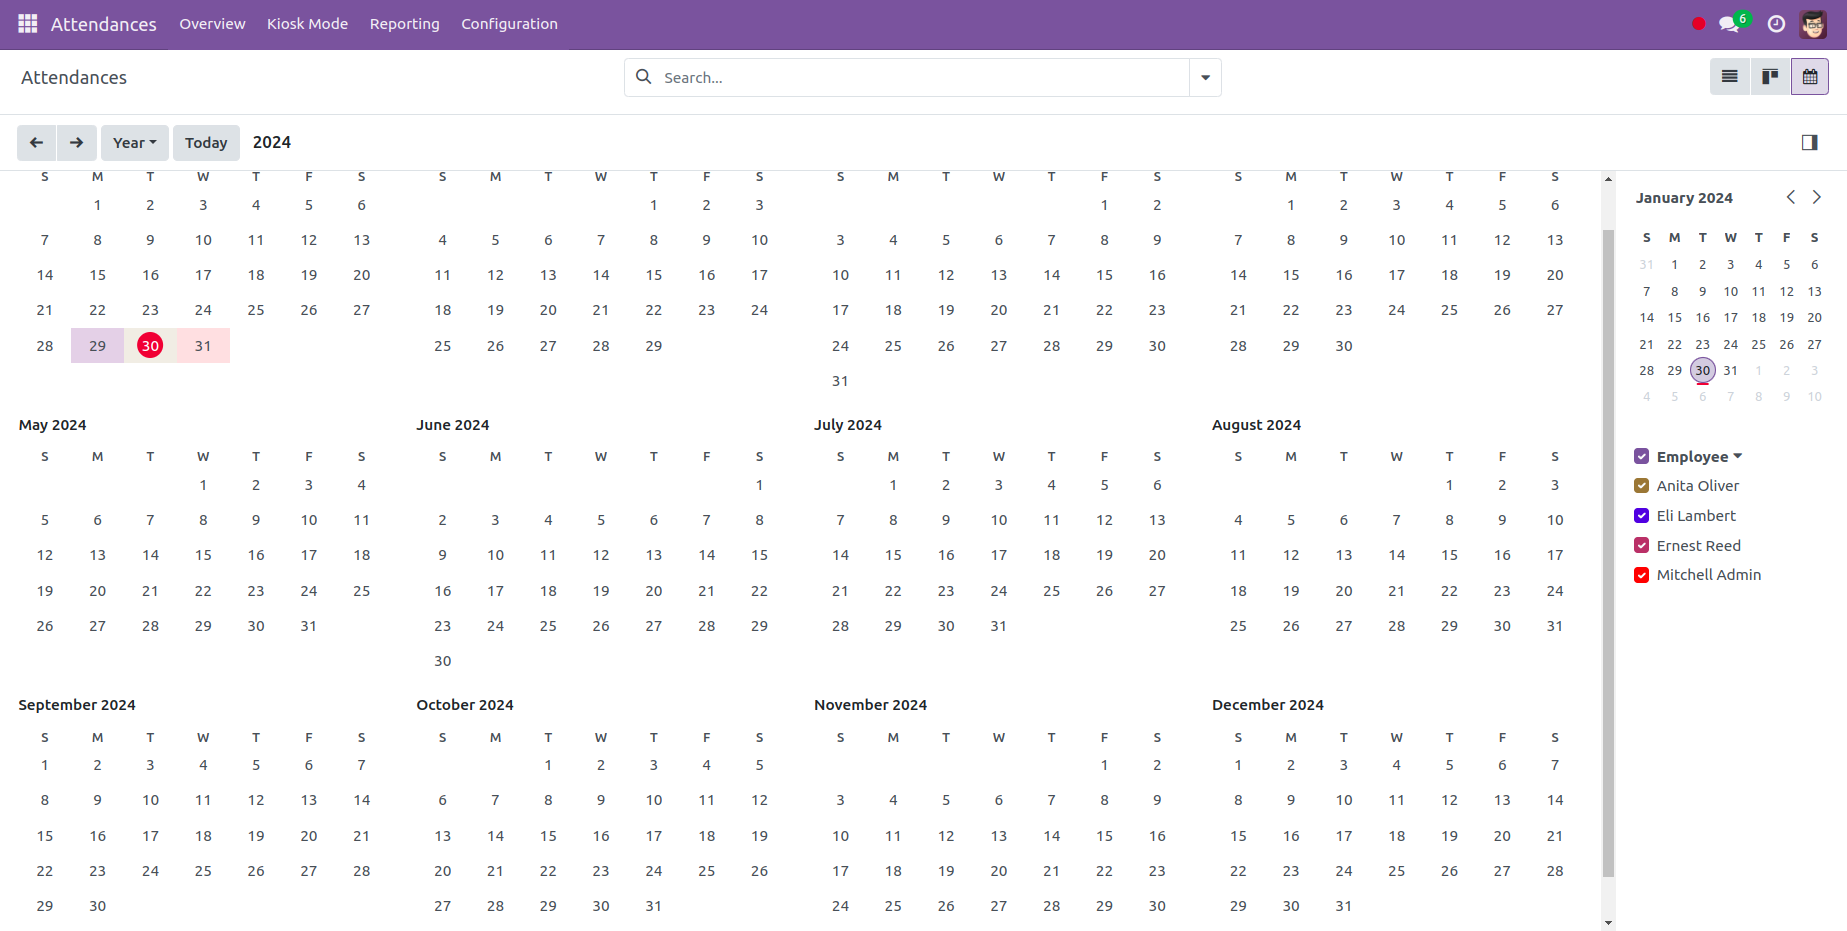 Attendances Overview Kiosk Mode Reporting Configuration 6
Attendances Search...
Year Today 2024
S M T W T F S S M T W T F S S M T W T F S S M T W T F S
1 2 3 4 5 6 1 2 3 1 2 1 2 3 4 5 6
7 8 9 10 11 12 13 4 5 6 7 8 9 10 3 4 5 6 7 8 9 7 8 9 10 11 12 13
14 15 16 17 18 19 20 11 12 13 14 15 16 17 10 11 12 13 14 15 16 14 15 16 17 18 19 20
21 22 23 24 25 26 27 18 19 20 21 22 23 24 17 18 19 20 21 22 23 21 22 23 24 25 26 27
28 29 30 31 25 26 27 28 29 24 25 26 27 28 29 30 28 29 30
31
May 2024 June 2024 July 2024 August 2024
S M T W T F S S M T W T F S S M T W T F S S M T W T F S
1 2 3 4 1 1 2 3 4 5 6 1 2 3
5 6 7 8 9 10 11 2 3 4 5 6 7 8 7 8 9 10 11 12 13 4 5 6 7 8 9 10
12 13 14 15 16 17 18 9 10 11 12 13 14 15 14 15 16 17 18 19 20 11 12 13 14 15 16 17
19 20 21 22 23 24 25 16 17 18 19 20 21 22 21 22 23 24 25 26 27 18 19 20 21 22 23 24
26 27 28 29 30 31 23 24 25 26 27 28 29 28 29 30 31 25 26 27 28 29 30 31
30
September 2024 October 2024 November 2024 December 2024
S M T W T F S S M T W T F S S M T W T F S S M T W T F S
1 2 3 4 5 6 7 1 2 3 4 5 1 2 1 2 3 4 5 6 7
8 9 10 11 12 13 14 6 7 8 9 10 11 12 3 4 5 6 7 8 9 8 9 10 11 12 13 14
15 16 17 18 19 20 21 13 14 15 16 17 18 19 10 11 12 13 14 15 16 15 16 17 18 19 20 21
22 23 24 25 26 27 28 20 21 22 23 24 25 26 17 18 19 20 21 22 23 22 23 24 25 26 27 28
29 30 27 28 29 30 31 24 25 26 27 28 29 30 29 30 31
January 2024
S M T W T F S
31 1 2 3 4 5 6
7 8 9 10 11 12 13
14 15 16 17 18 19 20
21 22 23 24 25 26 27
28 29 30 31 1 2 3
4 5 6 7 8 9 10
Employee
Anita Oliver
Eli Lambert
Ernest Reed
Mitchell Admin